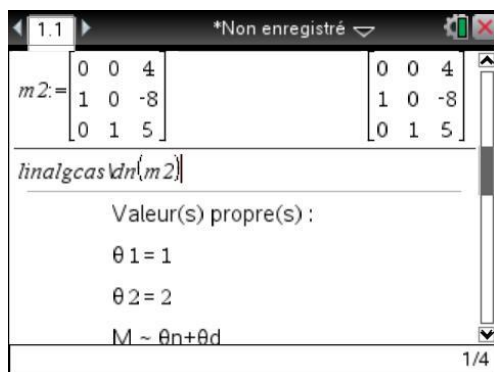 1.1 *Non enregistré
m2:=[0 0 4 [0 0 4
1 0 -8 1 0 -8
0 1 5] 0 1 5]
linalgcas\dn(m2)
Valeur(s) propre(s) :
θ1=1
θ2=2
M ~ θn+θd
1/4